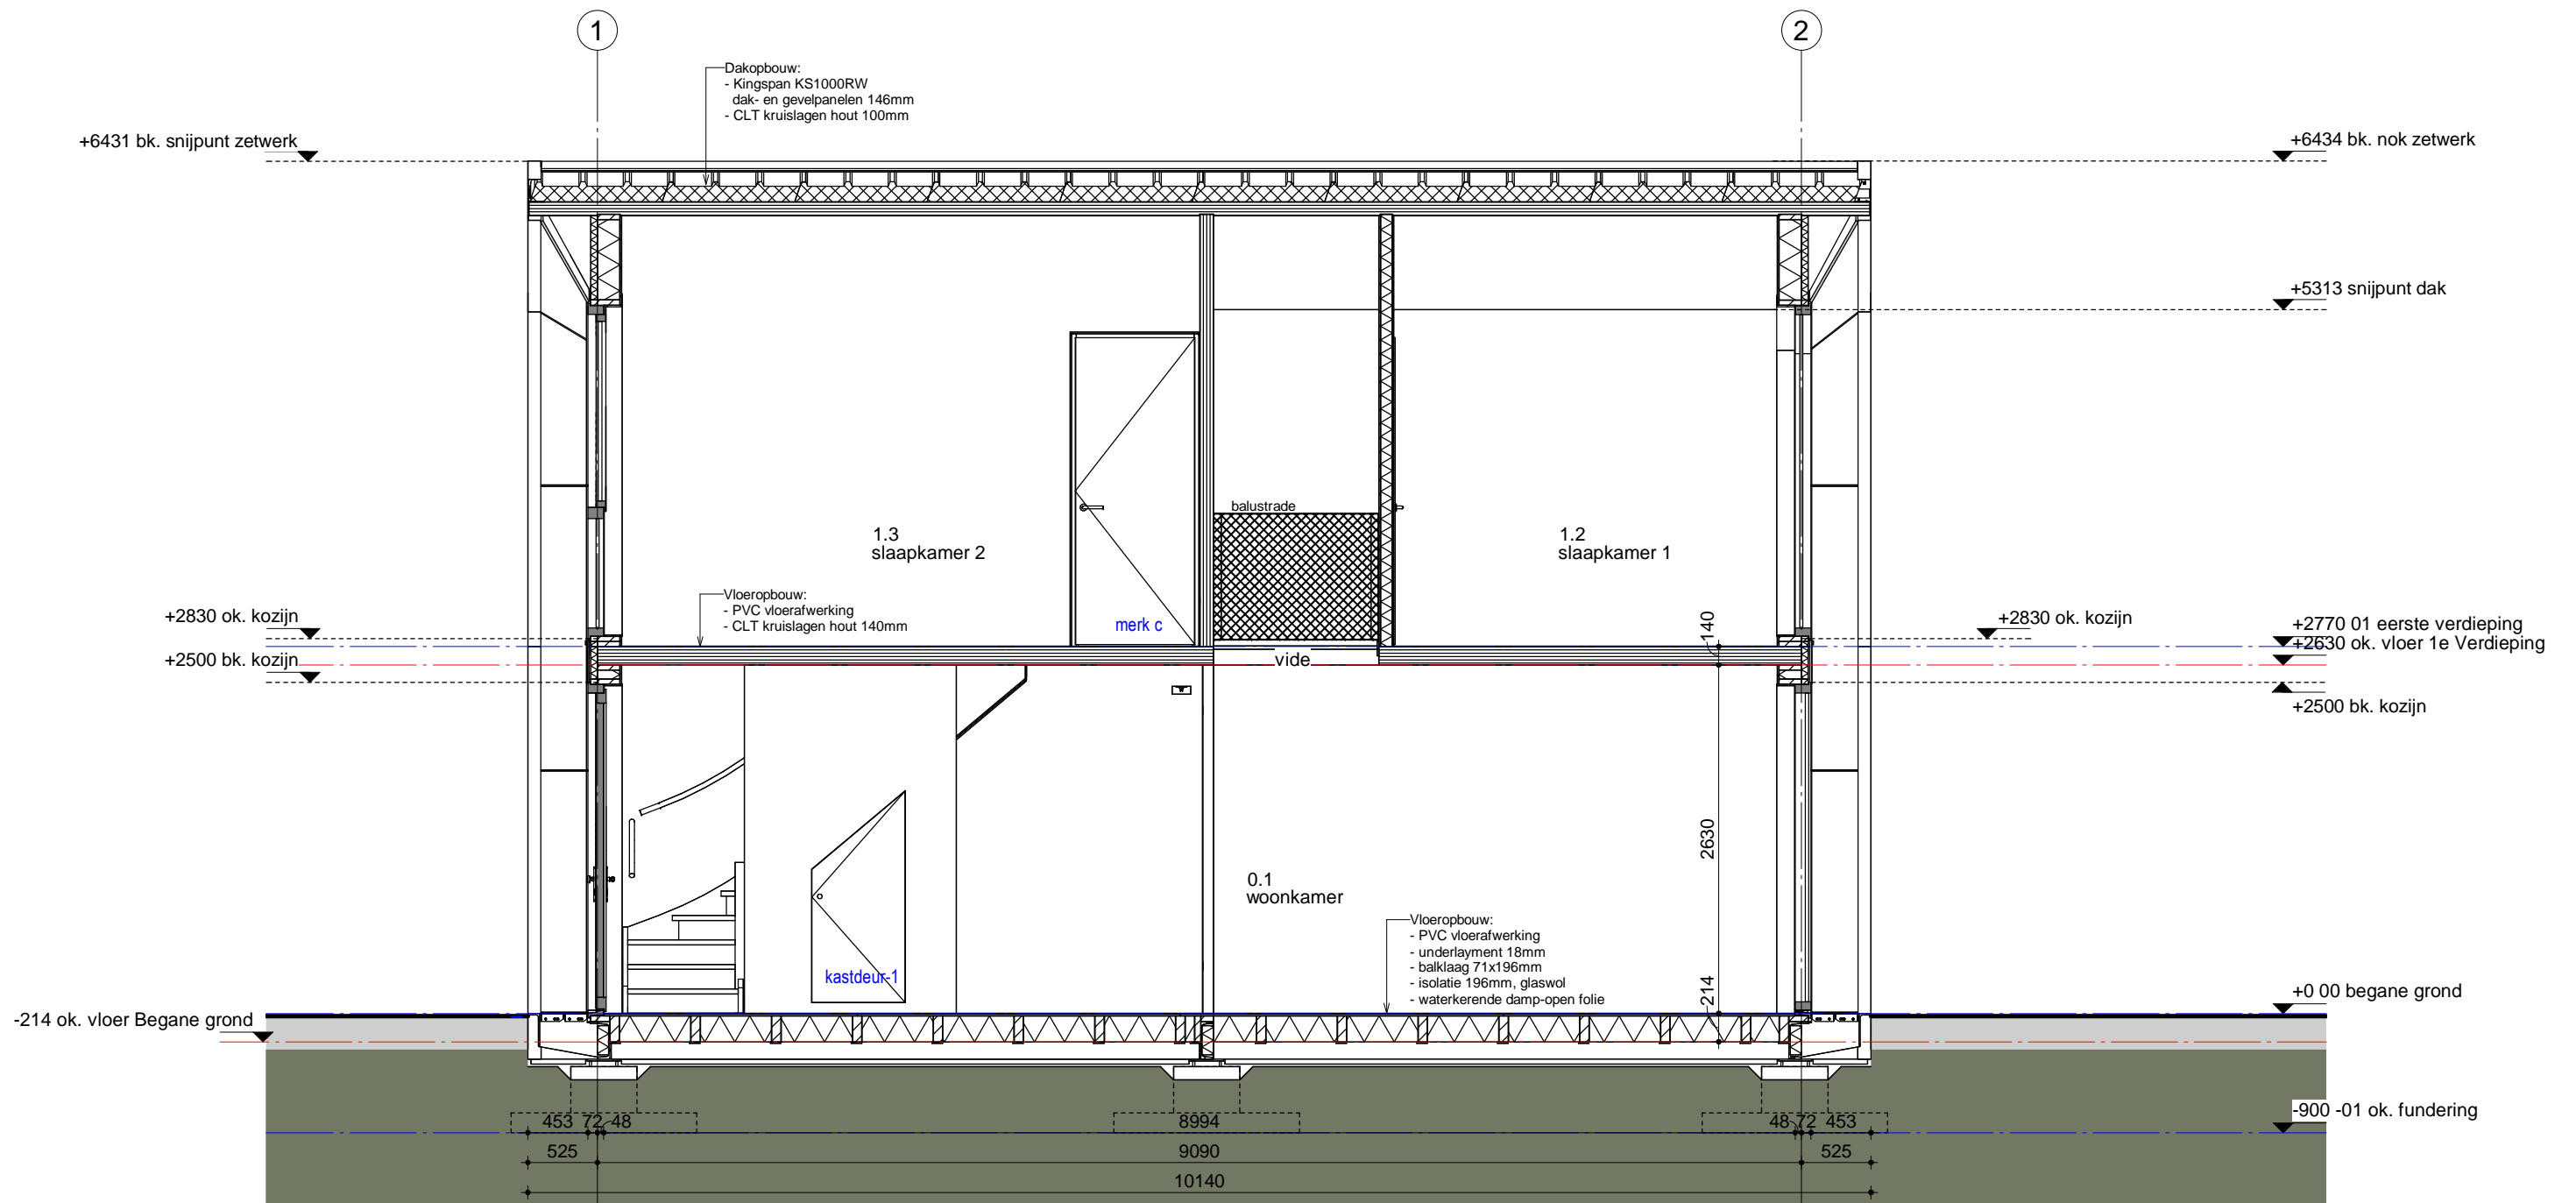 1
2
Dakopbouw:
- Kingspan KS1000RW
dak- en gevelpanelen 146mm
- CLT kruislagen hout 100mm
+6431 bk. snijpunt zetwerk
+6434 bk. nok zetwerk
+5313 snijpunt dak
balustrade
1.3
slaapkamer 2
1.2
slaapkamer 1
Vloeropbouw:
- PVC vloerafwerking
- CLT kruislagen hout 140mm
merk c
+2830 ok. kozijn
+2830 ok. kozijn
+2770 01 eerste verdieping
+2630 ok. vloer 1e Verdieping
140
+2500 bk. kozijn
vide
+2500 bk. kozijn
2630
0.1
woonkamer
Vloeropbouw:
- PVC vloerafwerking
- underlayment 18mm
- balklaag 71x196mm
- isolatie 196mm, glaswol
- waterkerende damp-open folie
kastdeur-1
214
+0 00 begane grond
-214 ok. vloer Begane grond
-900 -01 ok. fundering
453 72 48 8994 48 72 453
525 9090 525
10140